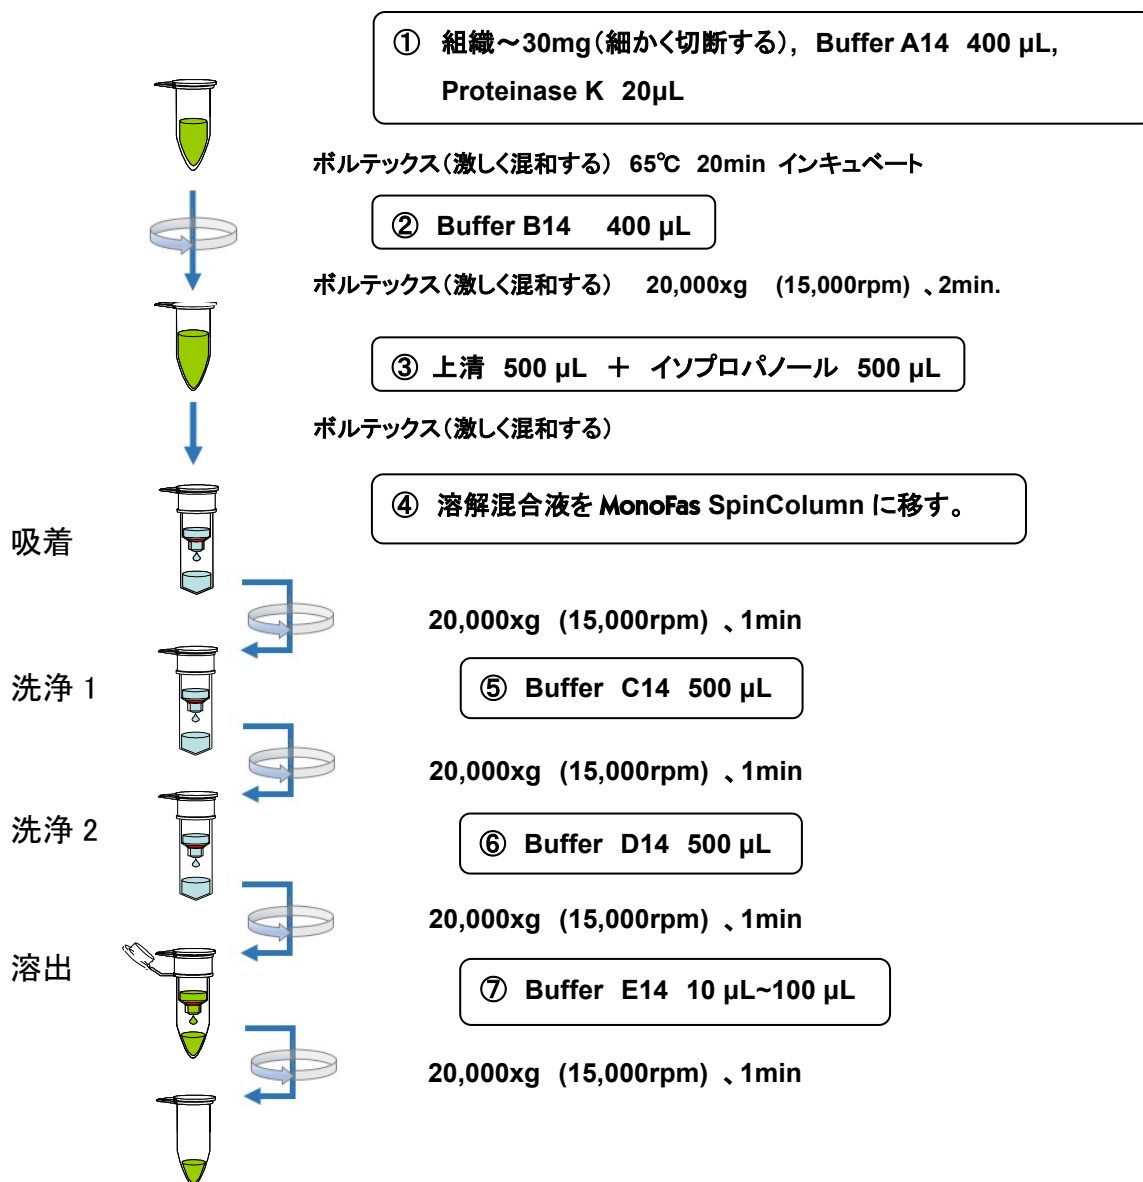 ① 組織～30mg（細かく切断する）, Buffer A14 400 µL,
Proteinase K 20µL
ボルテックス（激しく混和する） 65℃ 20min インキュベート
② Buffer B14 400 µL
ボルテックス（激しく混和する） 20,000xg (15,000rpm) 、2min.
③ 上清 500 µL ＋ イソプロパノール 500 µL
ボルテックス（激しく混和する）
④ 溶解混合液を MonoFas SpinColumn に移す。
吸着
20,000xg (15,000rpm) 、1min
洗浄 1
⑤ Buffer C14 500 µL
20,000xg (15,000rpm) 、1min
洗浄 2
⑥ Buffer D14 500 µL
20,000xg (15,000rpm) 、1min
溶出
⑦ Buffer E14 10 µL~100 µL
20,000xg (15,000rpm) 、1min